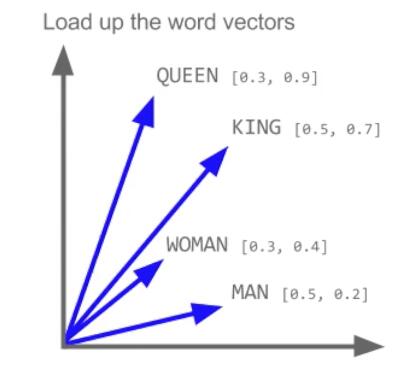 Load up the word vectors
QUEEN [0.3, 0.9]
KING [0.5, 0.7]
WOMAN [0.3, 0.4]
MAN [0.5, 0.2]